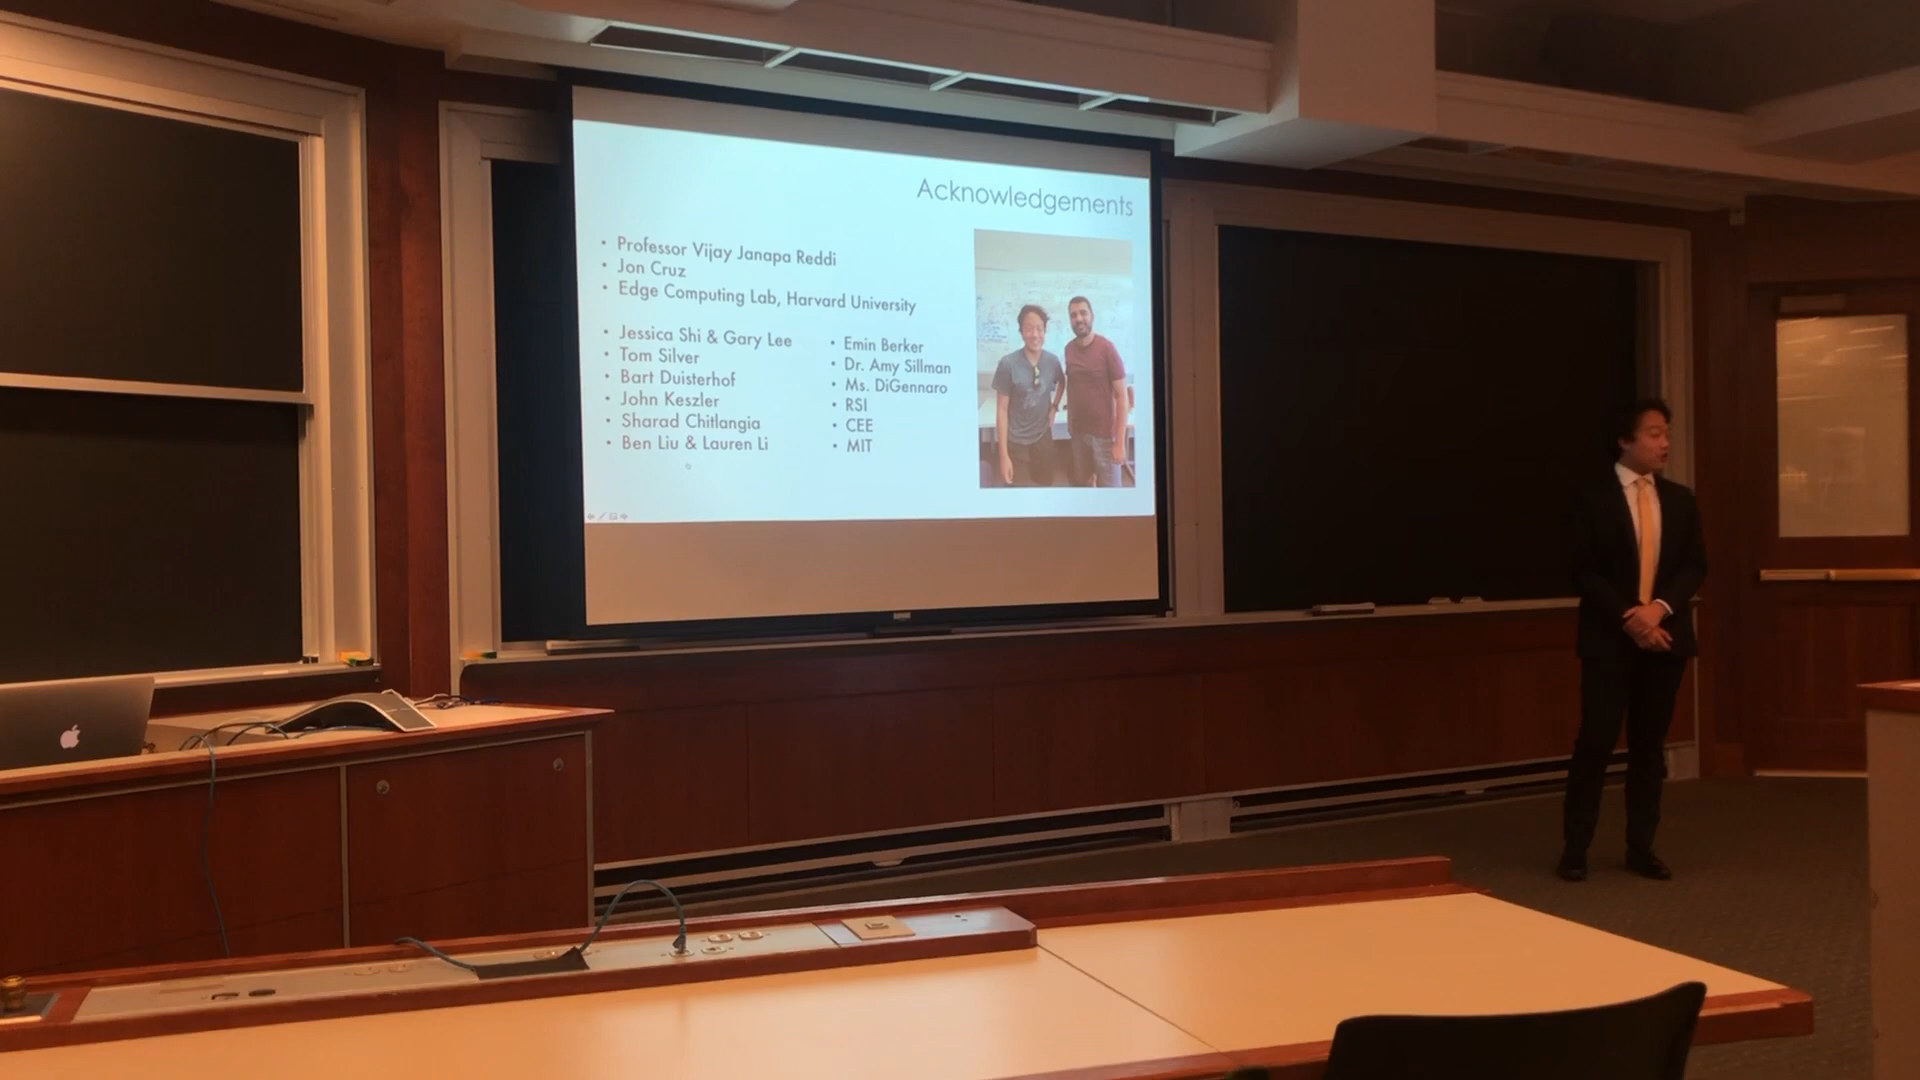 Acknowledgements
• Professor Vijay Janapa Reddi
• Jon Cruz
• Edge Computing Lab, Harvard University
• Jessica Shi & Gary Lee
• Tom Silver
• Bart Duisterhof
• John Keszler
• Sharad Chitlangia
• Ben Liu & Lauren Li
• Emin Berker
• Dr. Amy Sillman
• Ms. DiGennaro
• RSI
• CEE
• MIT